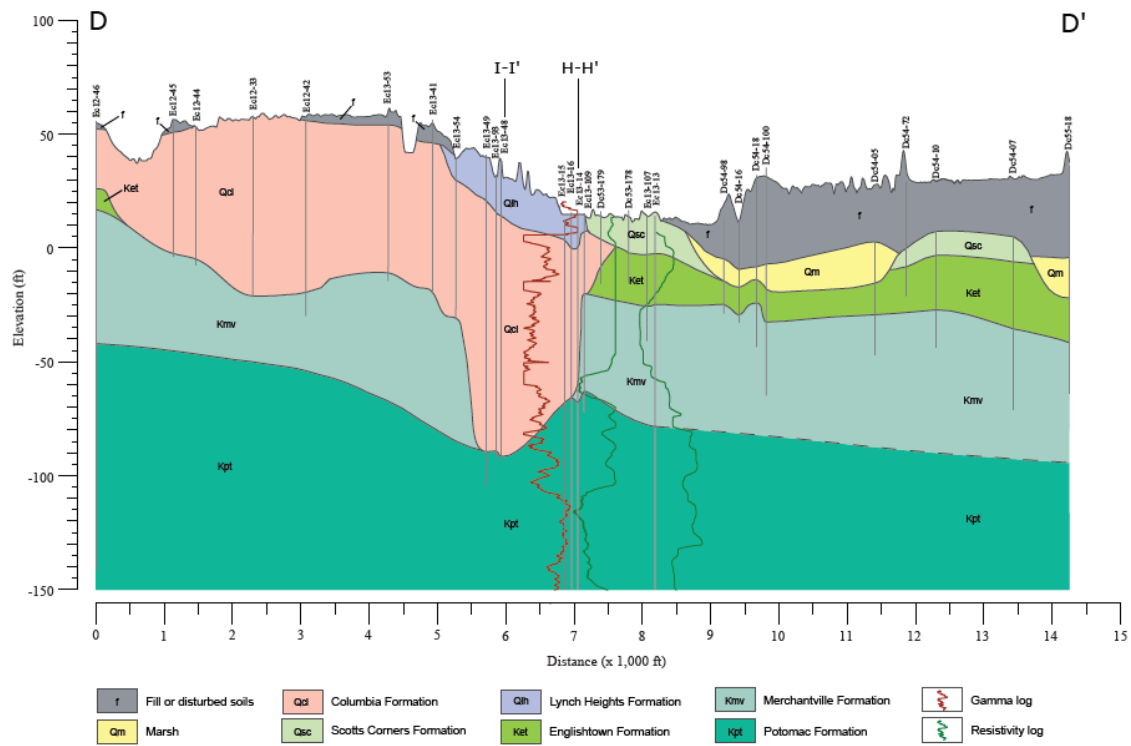 D
D'
I-I'
H-H'
Ec12-46
Ec12-45
Ec12-44
Ec12-33
Ec12-42
Ec13-53
Ec13-41
Ec13-54
Ec13-49
Ec13-93
Ec13-48
Ec13-15
Ec13-16
Ec13-14
Ec13-109
Dc53-179
Dc53-178
Ec13-107
Ec13-13
Dc54-98
Dc54-16
Dc54-18
Dc54-100
Dc54-05
Dc54-72
Dc54-10
Dc54-07
Dc55-18
100
50
0
-50
-100
-150
Elevation (ft)
f
f
f
f
f
f
f
Ket
Qcl
Qlh
Qsc
Qsc
Ket
Qm
Ket
Qm
Kmv
Qcl
Kmv
Kmv
Kpt
Kpt
Kpt
0 1 2 3 4 5 6 7 8 9 10 11 12 13 14 15
Distance (x 1,000 ft)
f Fill or disturbed soils
Qcl Columbia Formation
Qlh Lynch Heights Formation
Kmv Merchantville Formation
Gamma log
Qm Marsh
Qsc Scotts Corners Formation
Ket Englishtown Formation
Kpt Potomac Formation
Resistivity log